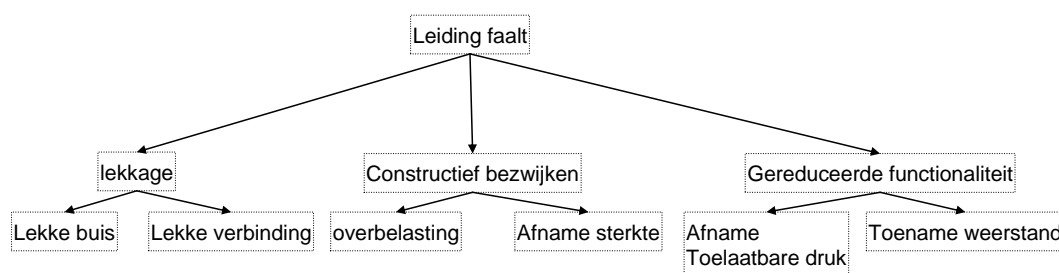 Leiding faalt
lekkage
Constructief bezwijken
Gereduceerde functionaliteit
Lekke buis
Lekke verbinding
overbelasting
Afname sterkte
Afname
Toelaatbare druk
Toename weerstand